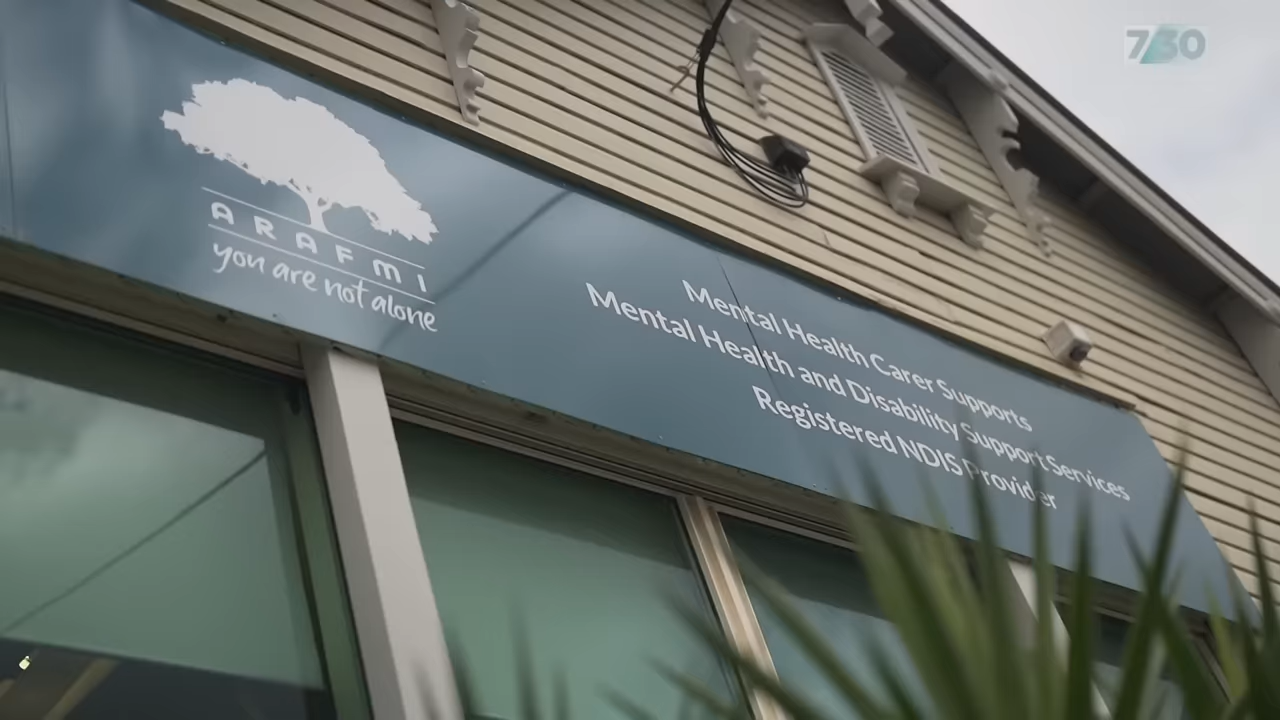 7/30
ARAFMI
you are not alone
Mental Health Carer Supports
Mental Health and Disability Support Services
Registered NDIS Provider